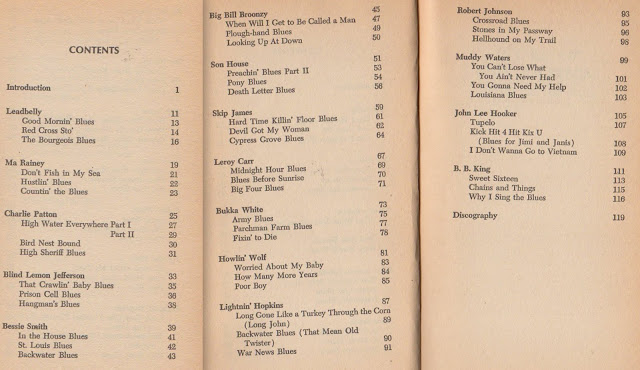 CONTENTS
Introduction 1
Leadbelly 11
Good Mornin' Blues 13
Red Cross Sto' 14
The Bourgeois Blues 16
Ma Rainey 19
Don't Fish in My Sea 21
Hustlin' Blues 22
Countin' the Blues 23
Charlie Patton 25
High Water Everywhere Part I 27
Part II 29
Bird Nest Bound 30
High Sheriff Blues 31
Blind Lemon Jefferson 33
That Crawlin' Baby Blues 35
Prison Cell Blues 36
Hangman's Blues 38
Bessie Smith 39
In the House Blues 41
St. Louis Blues 42
Backwater Blues 43
Big Bill Broonzy 45
When Will I Get to Be Called a Man 47
Plough-hand Blues 49
Looking Up At Down 50
Son House 51
Preachin' Blues Part II 53
Pony Blues 54
Death Letter Blues 56
Skip James 59
Hard Time Killin' Floor Blues 61
Devil Got My Woman 62
Cypress Grove Blues 64
Leroy Carr 67
Midnight Hour Blues 69
Blues Before Sunrise 70
Big Four Blues 71
Bukka White 73
Army Blues 75
Parchman Farm Blues 77
Fixin' to Die 78
Howlin' Wolf 81
Worried About My Baby 83
How Many More Years 84
Poor Boy 85
Lightnin' Hopkins 87
Long Gone Like a Turkey Through the Corn
(Long John) 89
Backwater Blues (That Mean Old
Twister) 90
War News Blues 91
Robert Johnson 93
Crossroad Blues 95
Stones in My Passway 96
Hellhound on My Trail 98
Muddy Waters 99
You Can't Lose What
You Ain't Never Had 101
You Gonna Need My Help 102
Louisiana Blues 103
John Lee Hooker 105
Tupelo 107
Kick Hit 4 Hit Kix U
(Blues for Jimi and Janis) 108
I Don't Wanna Go to Vietnam 109
B. B. King 111
Sweet Sixteen 113
Chains and Things 115
Why I Sing the Blues 116
Discography 119